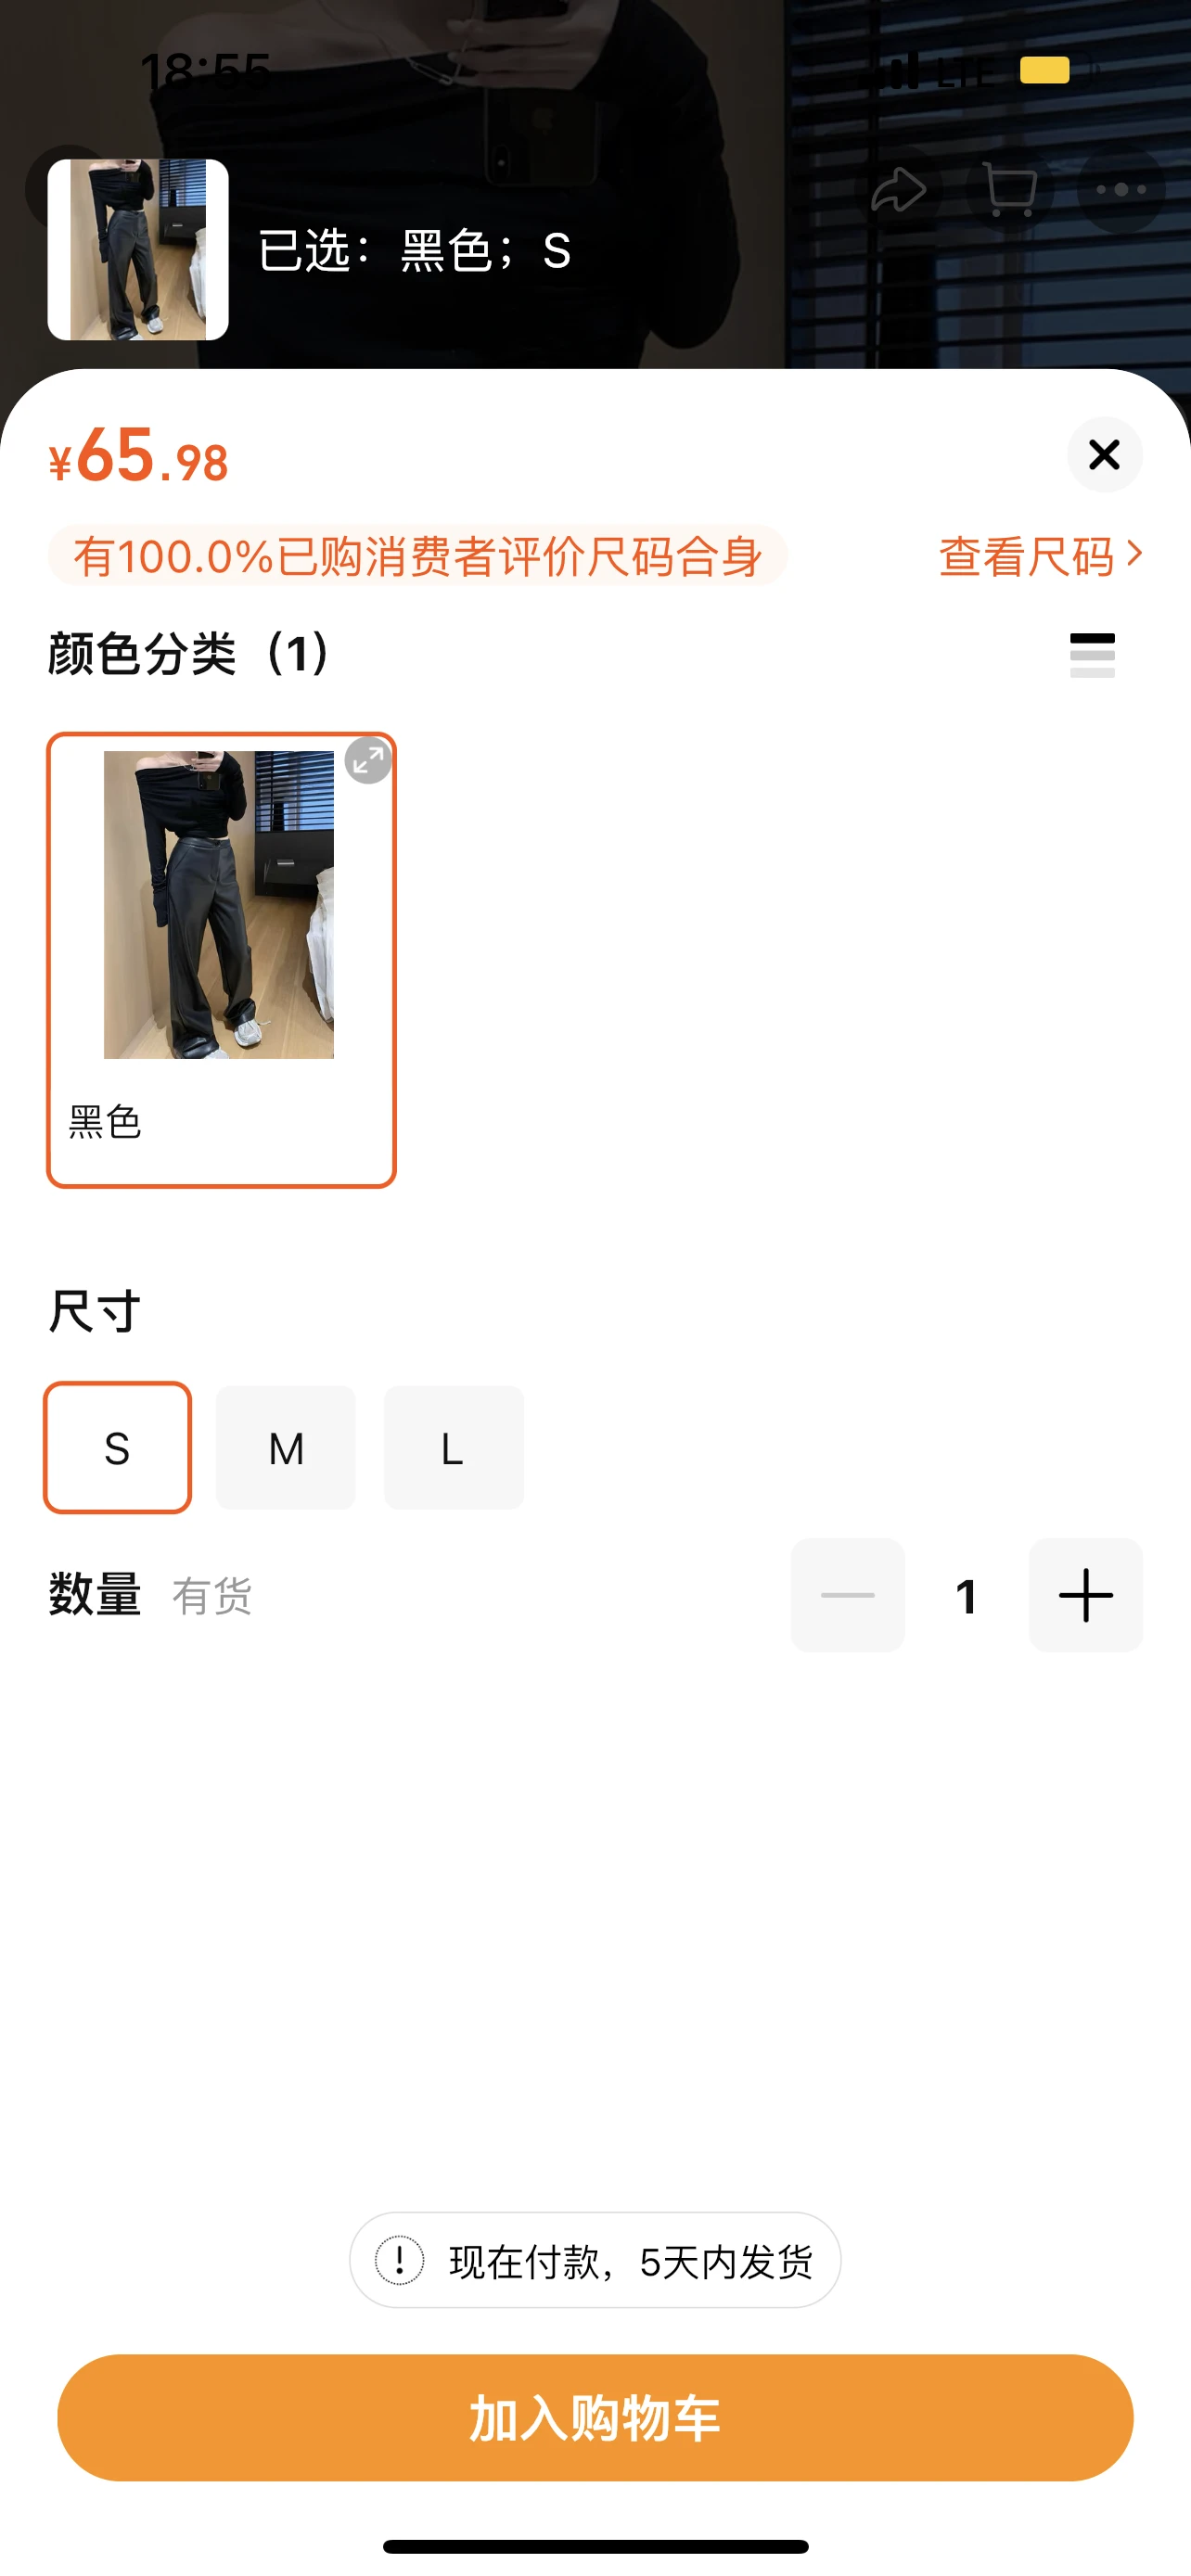 18:55
LTE
已选：黑色；S
¥65.98
有100.0%已购消费者评价尺码合身
查看尺码
颜色分类（1）
黑色
尺寸
S
M
L
数量 有货
1
现在付款，5天内发货
加入购物车